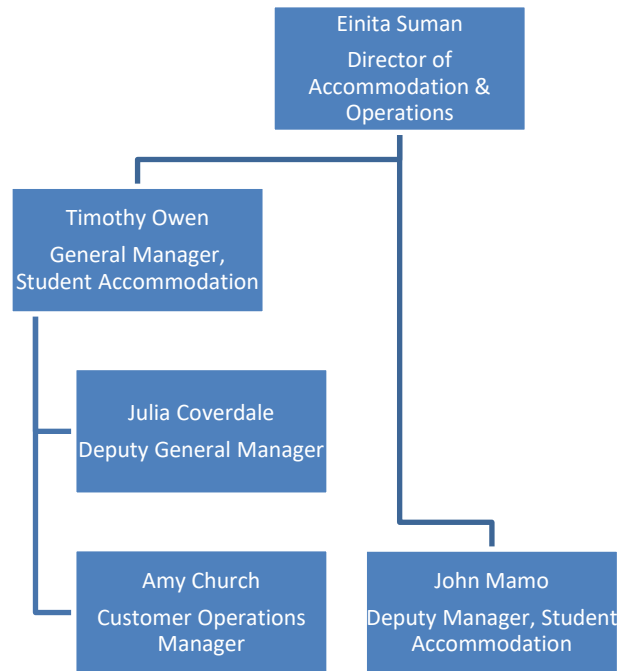 Einita Suman
Director of
Accommodation &
Operations
Timothy Owen
General Manager,
Student Accommodation
Julia Coverdale
Deputy General Manager
Amy Church
Customer Operations
Manager
John Mamo
Deputy Manager, Student
Accommodation